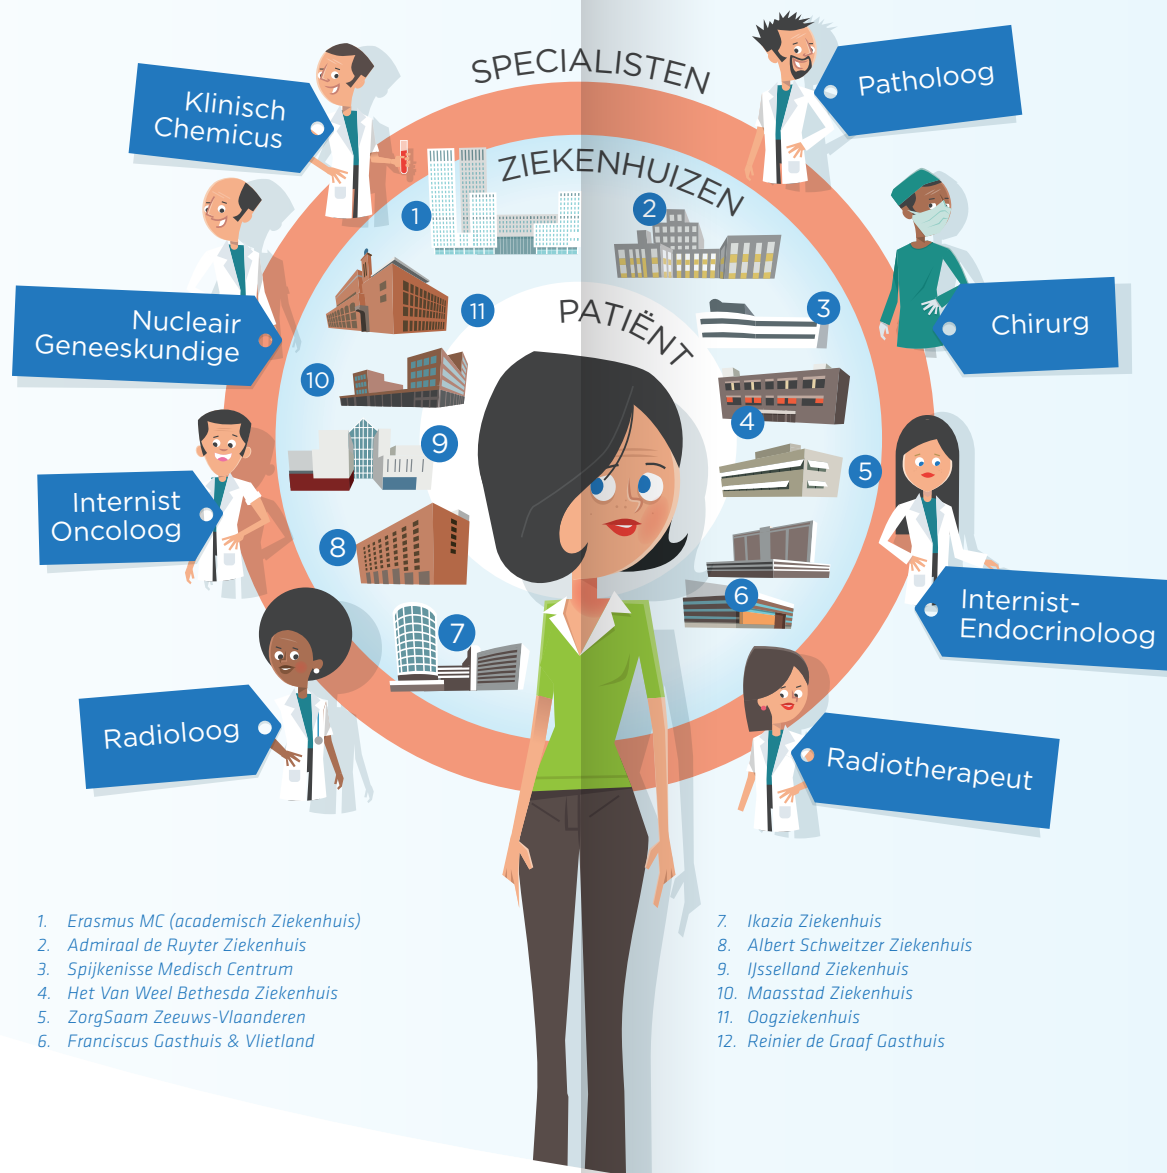 SPECIALISTEN
ZIEKENHUIZEN
PATIËNT
Klinisch
Chemicus
Patholoog
Nucleair
Geneeskundige
Chirurg
Internist
Oncoloog
Internist-
Endocrinoloog
Radioloog
Radiotherapeut
1
2
3
4
5
6
7
8
9
10
11
1. Erasmus MC (academisch Ziekenhuis)
2. Admiraal de Ruyter Ziekenhuis
3. Spijkenisse Medisch Centrum
4. Het Van Weel Bethesda Ziekenhuis
5. ZorgSaam Zeeuws-Vlaanderen
6. Franciscus Gasthuis & Vlietland
7. Ikazia Ziekenhuis
8. Albert Schweitzer Ziekenhuis
9. IJsselland Ziekenhuis
10. Maasstad Ziekenhuis
11. Oogziekenhuis
12. Reinier de Graaf Gasthuis